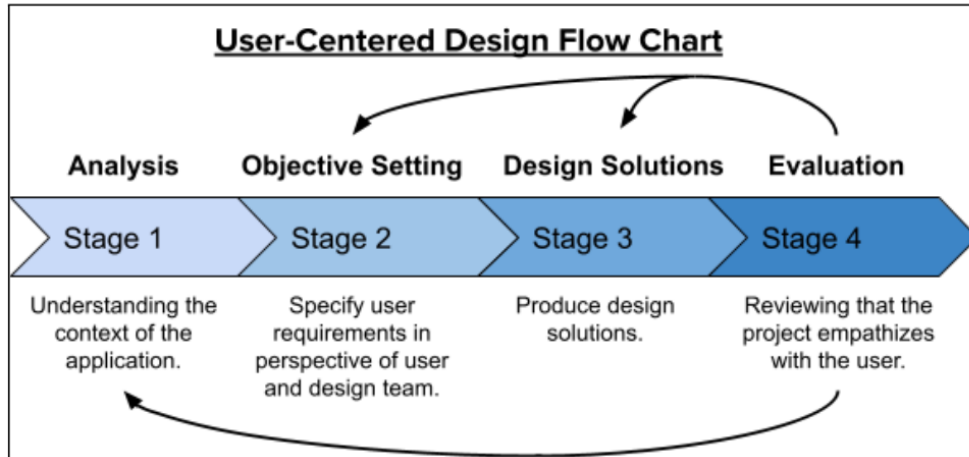 User-Centered Design Flow Chart
Analysis
Objective Setting
Design Solutions
Evaluation
Stage 1
Stage 2
Stage 3
Stage 4
Understanding the
context of the
application.
Specify user
requirements in
perspective of user
and design team.
Produce design
solutions.
Reviewing that the
project empathizes
with the user.